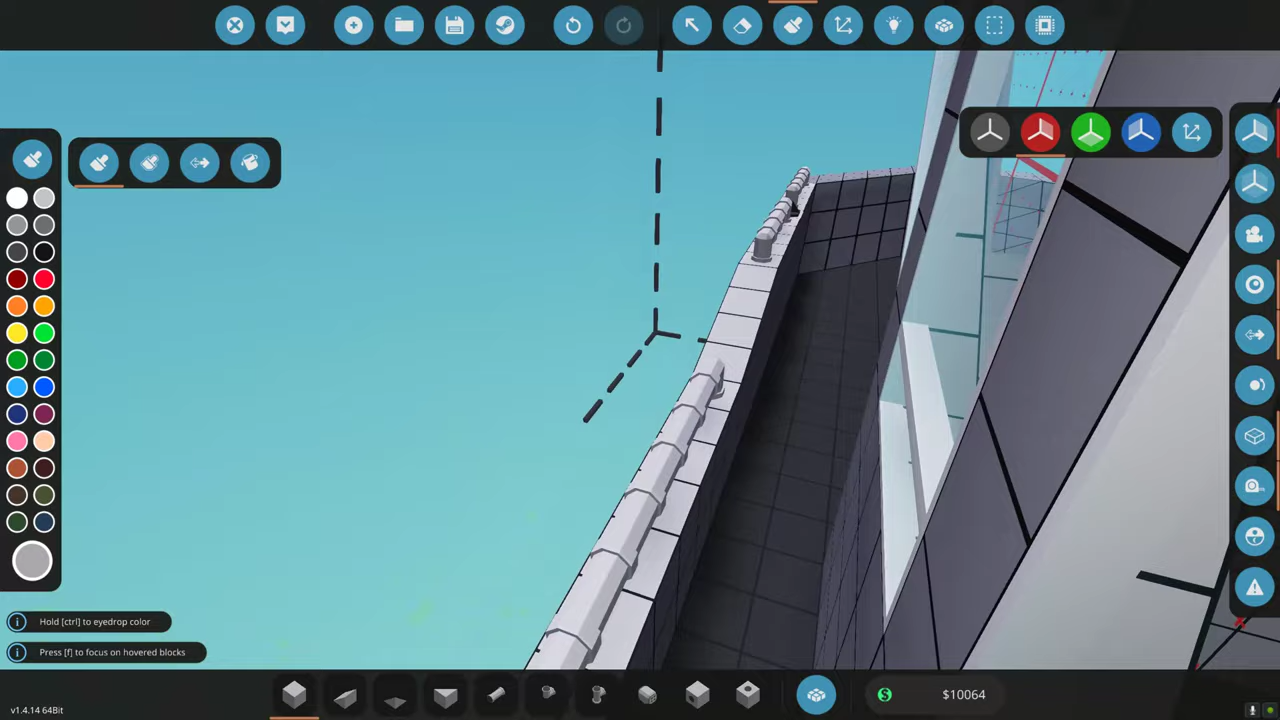 Hold [ctrl] to eyedrop color
Press [f] to focus on hovered blocks
$ $10064
v1.4.14 64Bit